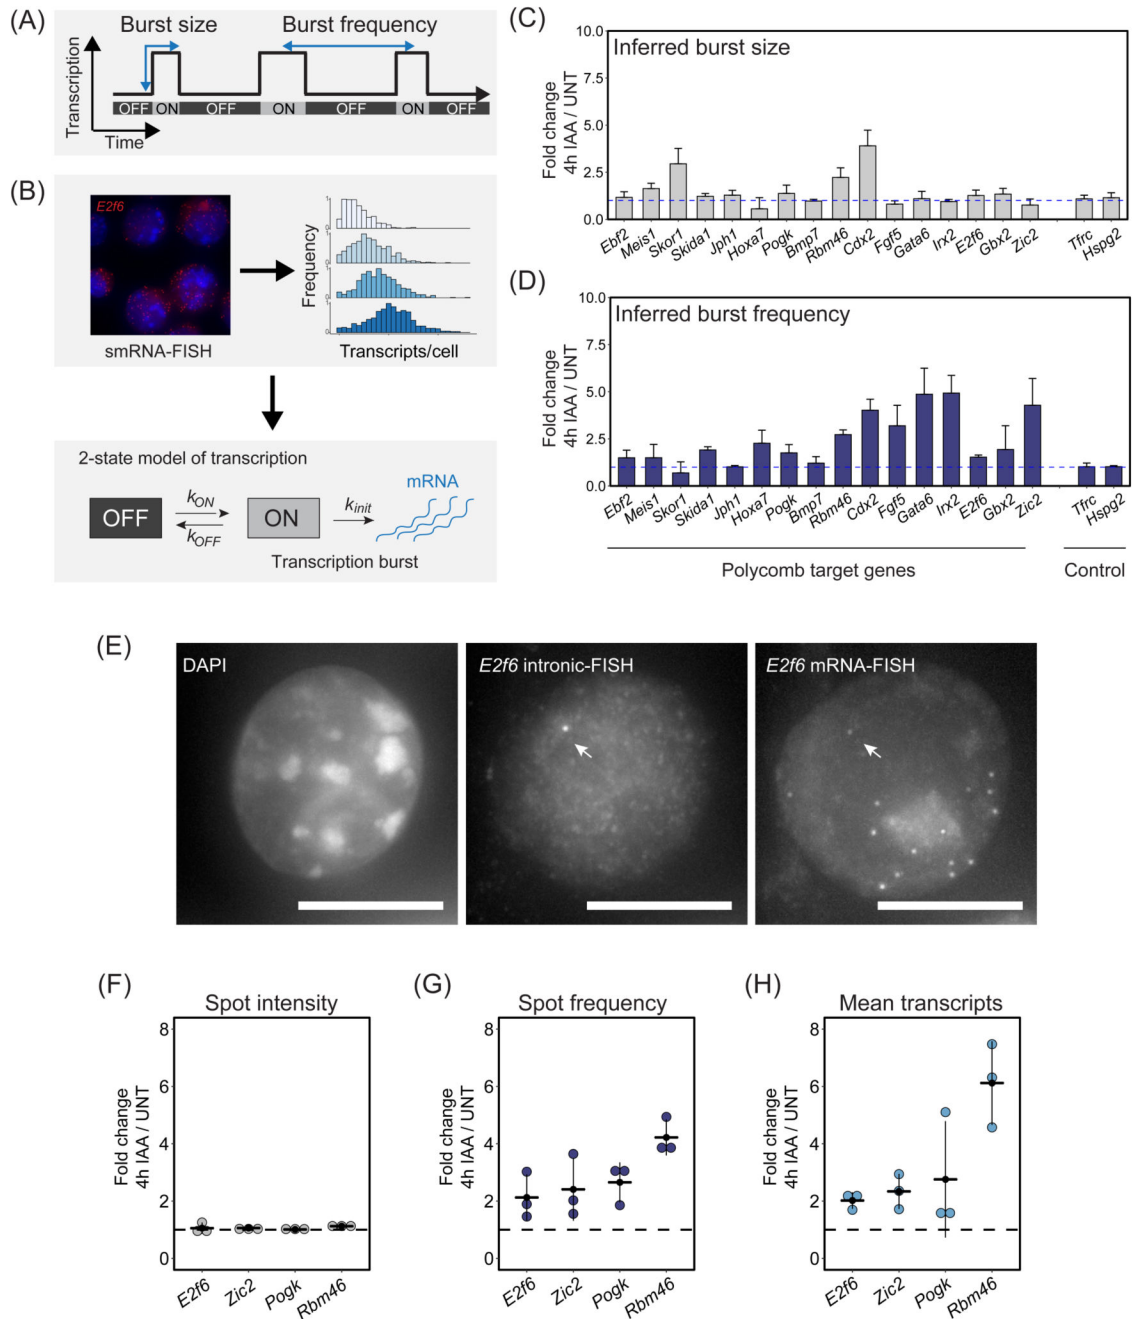 (A)
Burst size
Burst frequency
Transcription
OFF ON OFF ON OFF ON OFF
Time
(B)
E2f6
smRNA-FISH
Frequency
1
0
1
0
1
0
1
0
Transcripts/cell
2-state model of transcription
OFF
kON
kOFF
ON
kinit
mRNA
Transcription burst
(C)
Inferred burst size
Fold change
4h IAA / UNT
10.0
7.5
5.0
2.5
0.0
Ebf2 Meis1 Skor1 Skida1 Jph1 Hoxa7 Pogk Bmp7 Rbm46 Cdx2 Fgf5 Gata6 Irx2 E2f6 Gbx2 Zic2 Tfrc Hspg2
(D)
Inferred burst frequency
Fold change
4h IAA / UNT
10.0
7.5
5.0
2.5
0.0
Ebf2 Meis1 Skor1 Skida1 Jph1 Hoxa7 Pogk Bmp7 Rbm46 Cdx2 Fgf5 Gata6 Irx2 E2f6 Gbx2 Zic2 Tfrc Hspg2
Polycomb target genes
Control
(E)
DAPI
E2f6 intronic-FISH
E2f6 mRNA-FISH
(F)
Spot intensity
Fold change
4h IAA / UNT
8
6
4
2
0
E2f6 Zic2 Pogk Rbm46
(G)
Spot frequency
Fold change
4h IAA / UNT
8
6
4
2
0
E2f6 Zic2 Pogk Rbm46
(H)
Mean transcripts
Fold change
4h IAA / UNT
8
6
4
2
0
E2f6 Zic2 Pogk Rbm46